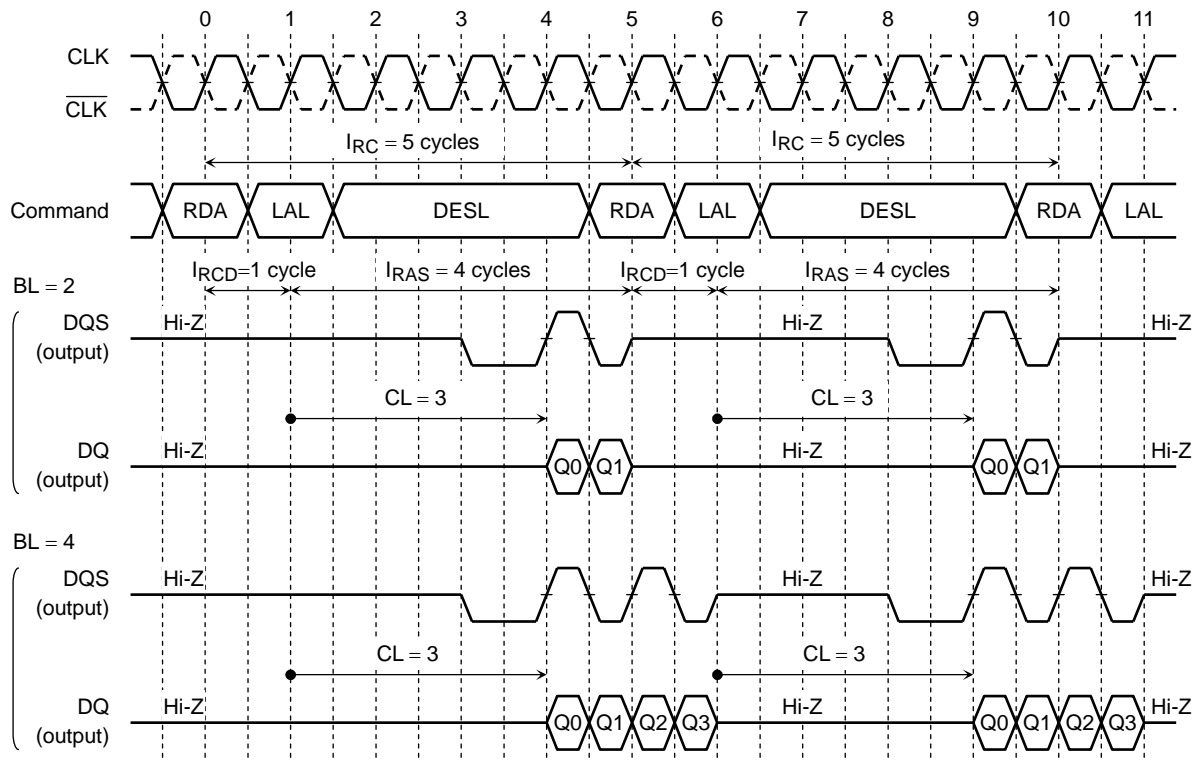 0 1 2 3 4 5 6 7 8 9 10 11
CLK
CLK
IRC = 5 cycles IRC = 5 cycles
Command RDA LAL DESL RDA LAL DESL RDA LAL
IRCD=1 cycle IRAS = 4 cycles IRCD=1 cycle IRAS = 4 cycles
BL = 2
DQS Hi-Z Hi-Z Hi-Z
(output)
CL = 3 CL = 3
DQ Hi-Z Q0 Q1 Hi-Z Q0 Q1 Hi-Z
(output)
BL = 4
DQS Hi-Z Hi-Z Hi-Z
(output)
CL = 3 CL = 3
DQ Hi-Z Q0 Q1 Q2 Q3 Hi-Z Q0 Q1 Q2 Q3 Hi-Z
(output)